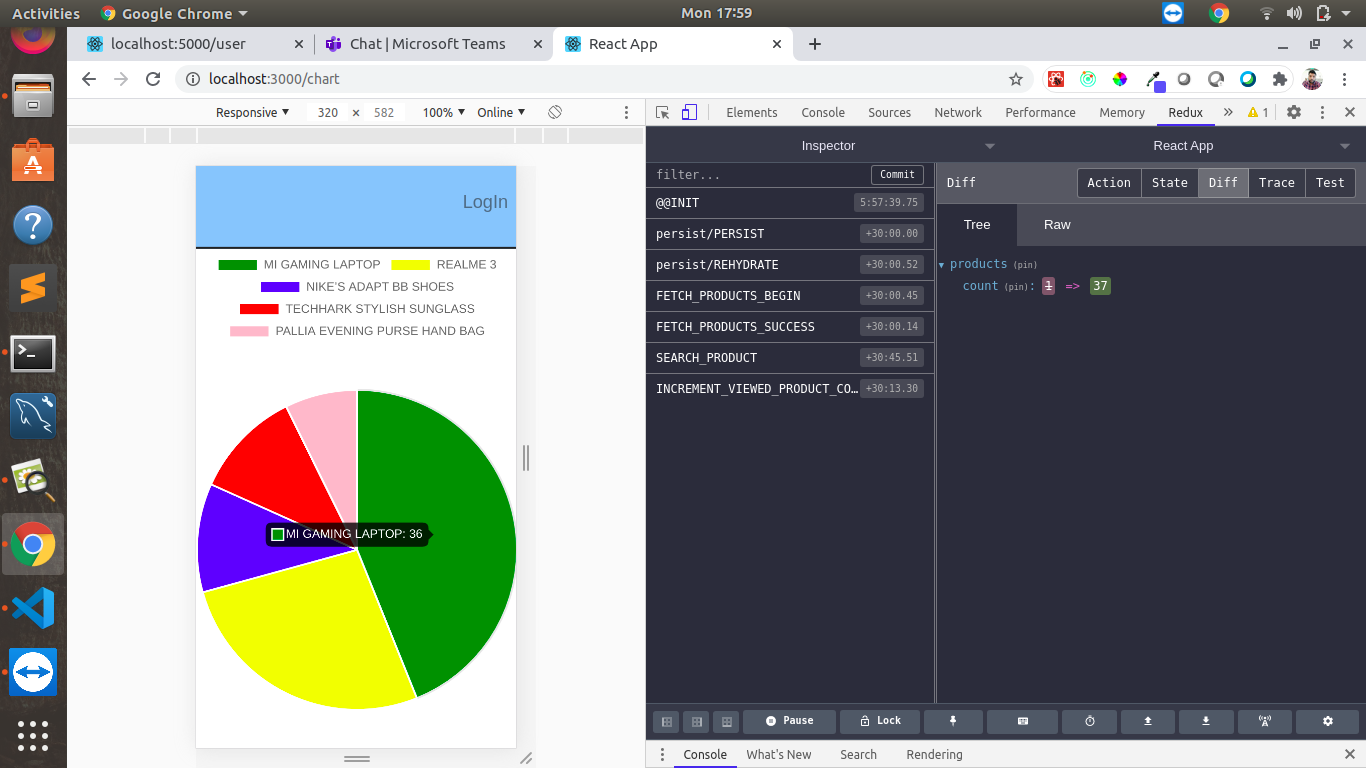 Activities Google Chrome Mon 17:59
localhost:5000/user Chat | Microsoft Teams React App
localhost:3000/chart
Responsive 320 × 582 100% Online
Elements Console Sources Network Performance Memory Redux » 1
Inspector React App
filter... Commit
Diff Action State Diff Trace Test
@@INIT 5:57:39.75
Tree Raw
persist/PERSIST +30:00.00
persist/REHYDRATE +30:00.52
products (pin)
count (pin): 1 => 37
FETCH_PRODUCTS_BEGIN +30:00.45
FETCH_PRODUCTS_SUCCESS +30:00.14
SEARCH_PRODUCT +30:45.51
INCREMENT_VIEWED_PRODUCT_CO… +30:13.30
LogIn
MI GAMING LAPTOP REALME 3
NIKE'S ADAPT BB SHOES
TECHHARK STYLISH SUNGLASS
PALLIA EVENING PURSE HAND BAG
MI GAMING LAPTOP: 36
Pause Lock
Console What's New Search Rendering